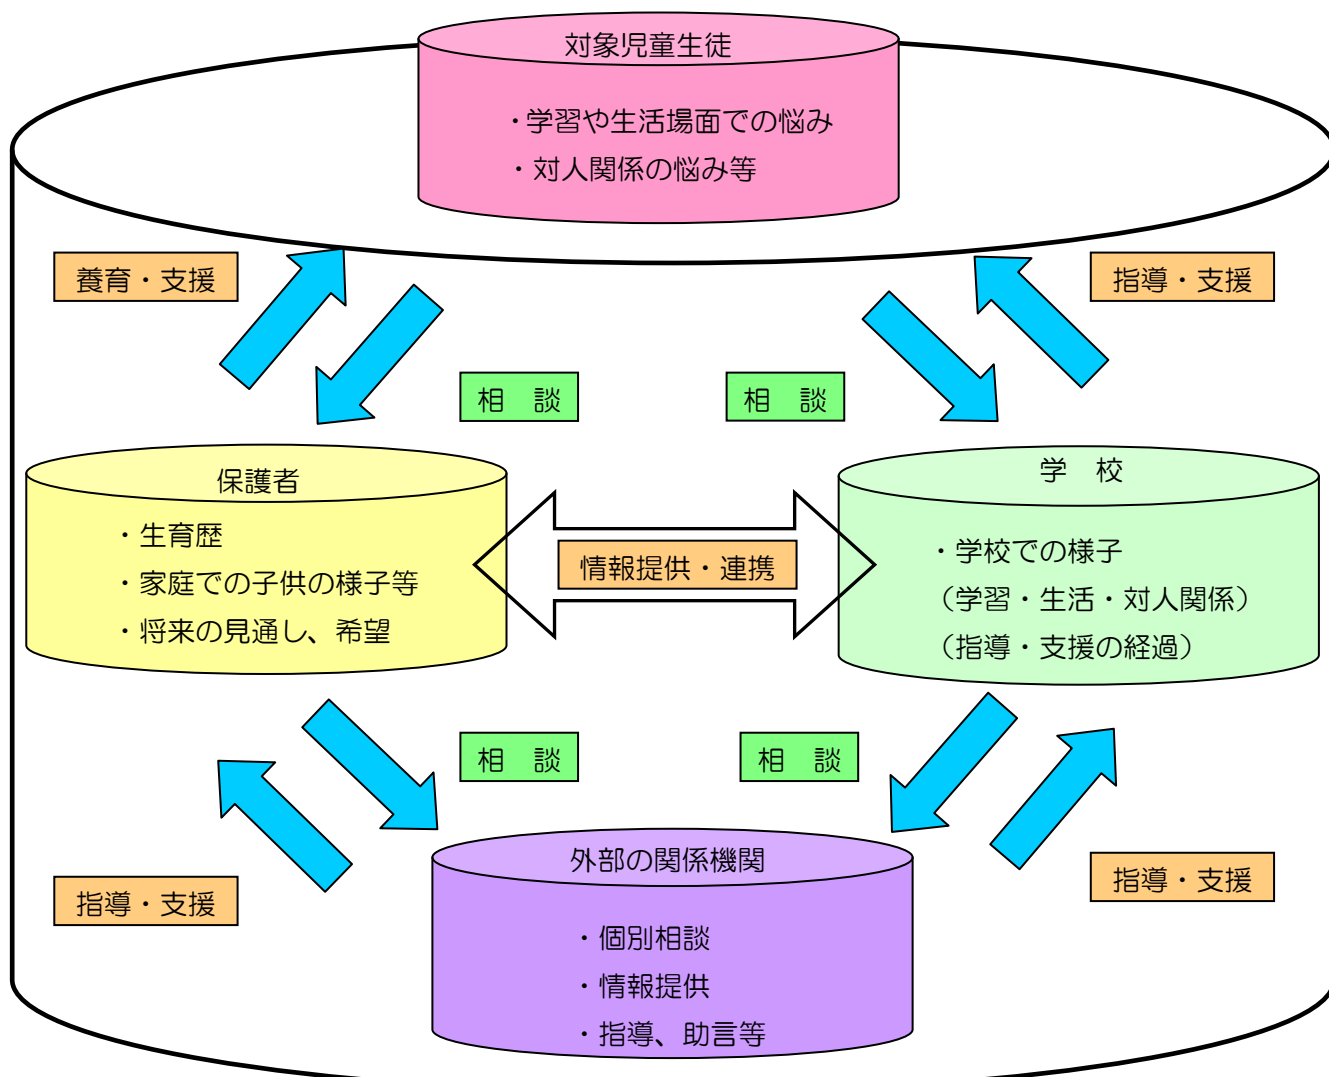 対象児童生徒
・学習や生活場面での悩み
・対人関係の悩み等
養育・支援
指導・支援
相　談
相　談
保護者
・生育歴
・家庭での子供の様子等
・将来の見通し、希望
情報提供・連携
学　校
・学校での様子
（学習・生活・対人関係）
（指導・支援の経過）
相　談
相　談
指導・支援
指導・支援
外部の関係機関
・個別相談
・情報提供
・指導、助言等